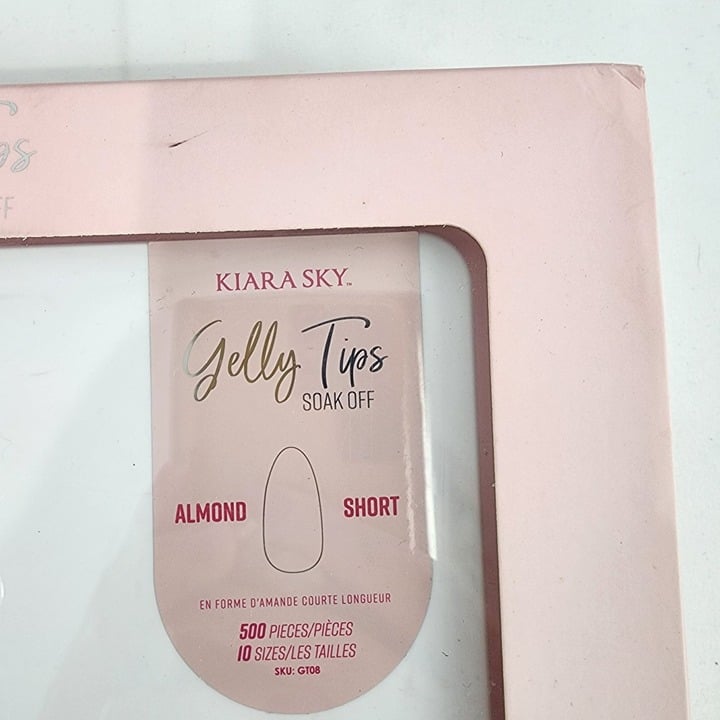 KIARA SKY™
Gelly Tips
SOAK OFF
ALMOND SHORT
EN FORME D'AMANDE COURTE LONGUEUR
500 PIECES/PIÈCES
10 SIZES/LES TAILLES
SKU: GT08